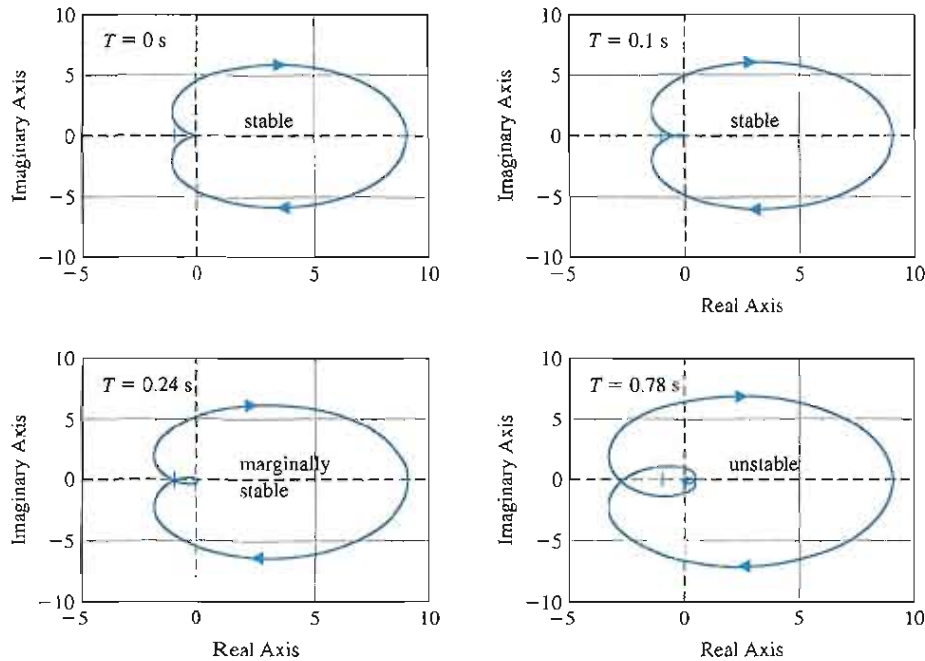 10
T = 0 s
5
Imaginary Axis
stable
0
−5
−10
−5
0
5
10
10
T = 0.1 s
5
Imaginary Axis
stable
0
−5
−10
−5
0
5
10
Real Axis
10
T = 0.24 s
5
Imaginary Axis
marginally
stable
0
−5
−10
−5
0
5
10
Real Axis
10
T = 0.78 s
5
Imaginary Axis
unstable
0
−5
−10
−5
0
5
10
Real Axis